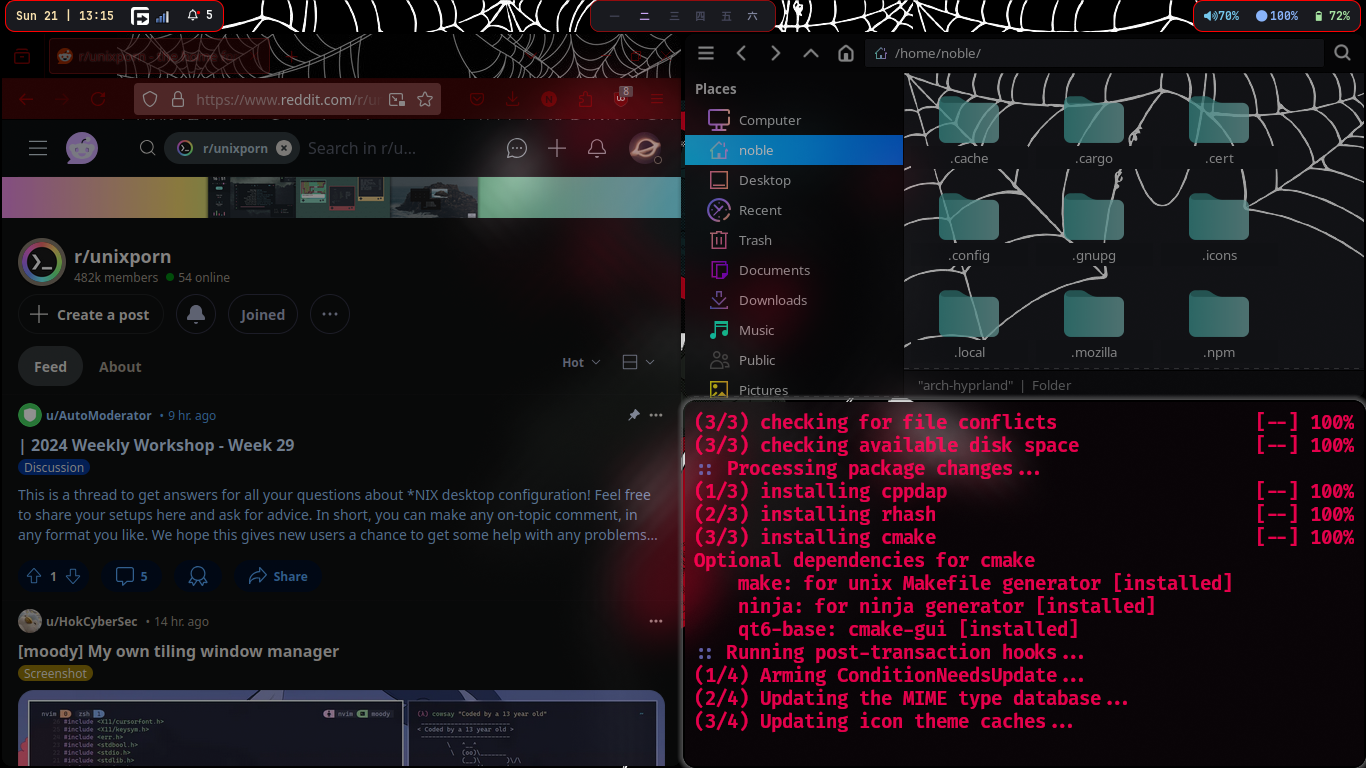 Sun 21 | 13:15
5
一 二 三 四 五 六
70% 100% 72%
r/unixporn
https://www.reddit.com/r/u
8
r/unixporn
Search in r/u...
r/unixporn
482k members 54 online
Create a post
Joined
Feed
About
Hot
u/AutoModerator • 9 hr. ago
| 2024 Weekly Workshop - Week 29
Discussion
This is a thread to get answers for all your questions about *NIX desktop configuration! Feel free
to share your setups here and ask for advice. In short, you can make any on-topic comment, in
any format you like. We hope this gives new users a chance to get some help with any problems...
1
5
Share
u/HokCyberSec • 14 hr. ago
[moody] My own tiling window manager
Screenshot
nvim 0 zsh 1
nvim moody
#include <X11/cursorfont.h>
#include <X11/keysym.h>
#include <err.h>
#include <stdbool.h>
#include <stdio.h>
#include <stdlib.h>
(λ) cowsay "Coded by a 13 year old"
< Coded by a 13 year old >
/home/noble/
Places
Computer
noble
Desktop
Recent
Trash
Documents
Downloads
Music
Public
Pictures
.cache
.cargo
.cert
.config
.gnupg
.icons
.local
.mozilla
.npm
"arch-hyprland" | Folder
(3/3) checking for file conflicts [--] 100%
(3/3) checking available disk space [--] 100%
:: Processing package changes...
(1/3) installing cppdap [--] 100%
(2/3) installing rhash [--] 100%
(3/3) installing cmake [--] 100%
Optional dependencies for cmake
make: for unix Makefile generator [installed]
ninja: for ninja generator [installed]
qt6-base: cmake-gui [installed]
:: Running post-transaction hooks...
(1/4) Arming ConditionNeedsUpdate...
(2/4) Updating the MIME type database...
(3/4) Updating icon theme caches...